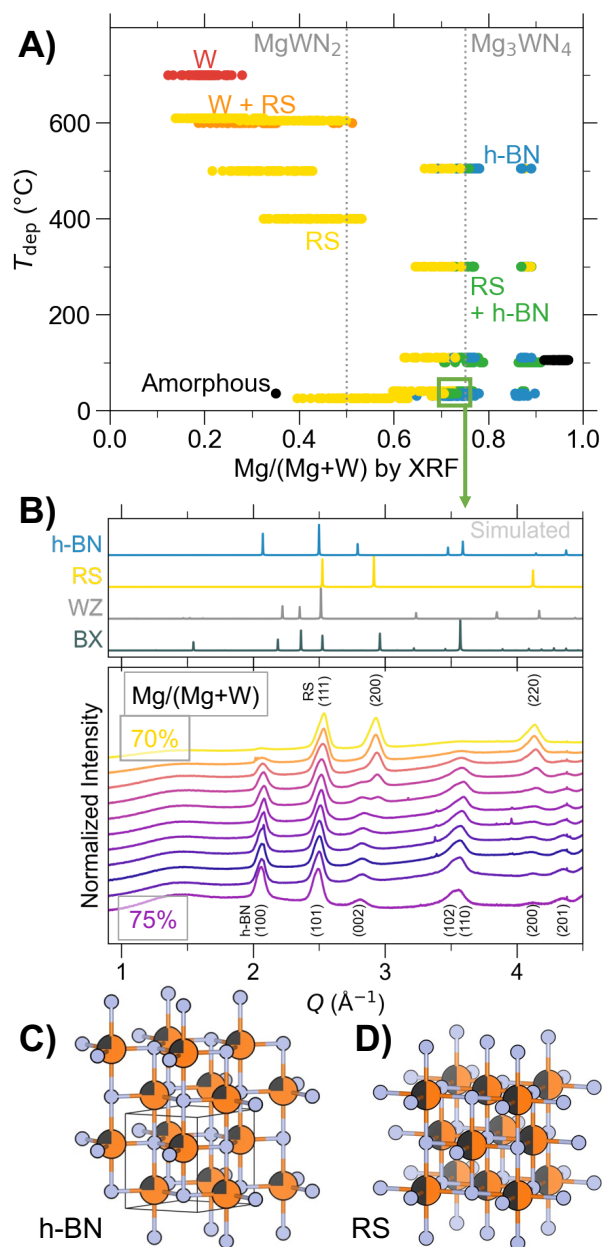 A)
MgWN₂
Mg₃WN₄
W
W + RS
h-BN
RS
RS
+ h-BN
Amorphous
T_dep (°C)
600
400
200
0
0.0 0.2 0.4 0.6 0.8 1.0
Mg/(Mg+W) by XRF
B)
Simulated
h-BN
RS
WZ
BX
Mg/(Mg+W)
RS (111) (200) (220)
70%
Normalized Intensity
75%
h-BN (100) (101) (002) (102) (110) (200) (201)
1 2 3 4
Q (Å⁻¹)
C)
D)
h-BN
RS